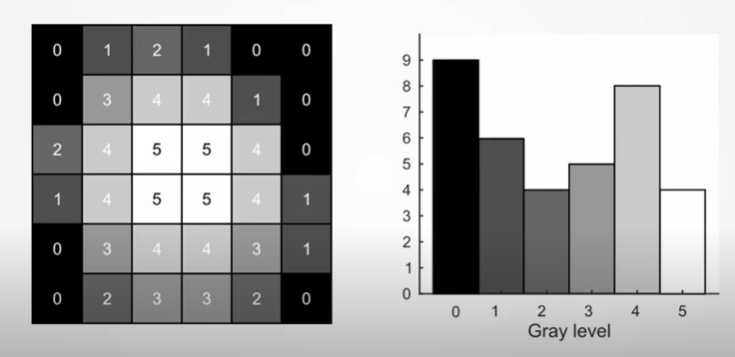 0 1 2 1 0 0
0 3 4 4 1 0
2 4 5 5 4 0
1 4 5 5 4 1
0 3 4 4 3 1
0 2 3 3 2 0
9
8
7
6
5
4
3
2
1
0
0 1 2 3 4 5
Gray level